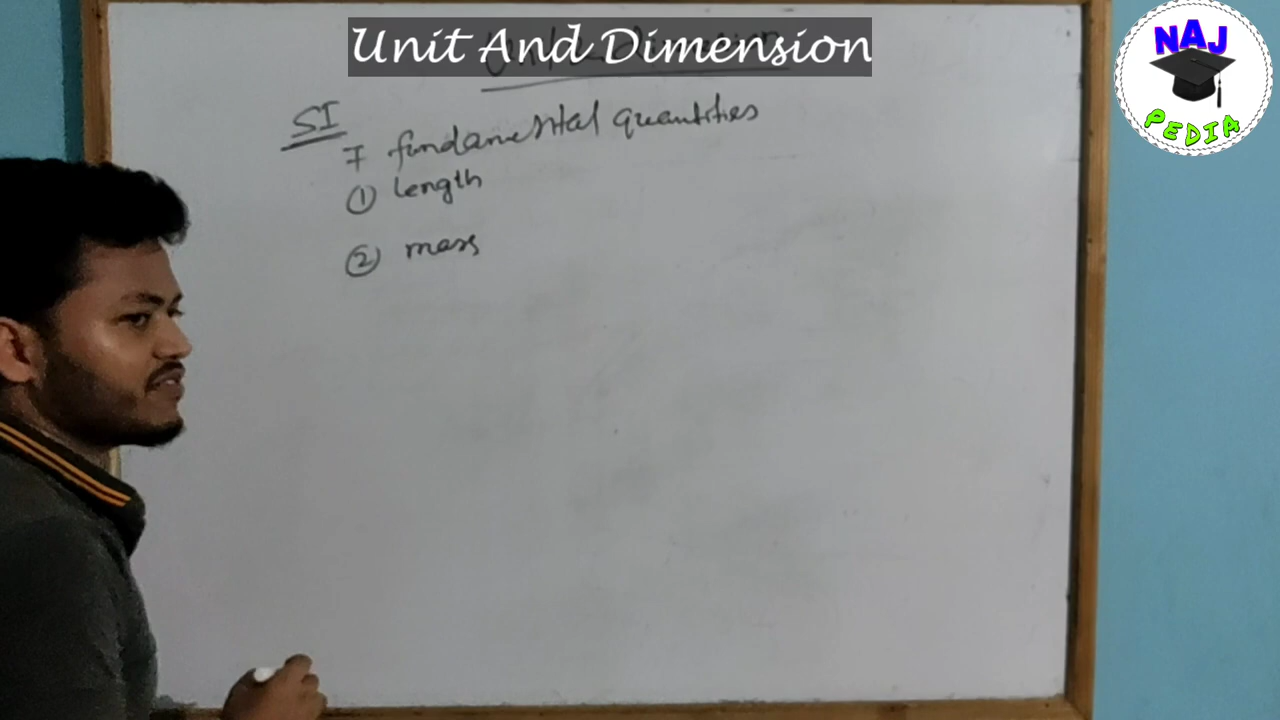 Unit And Dimension
NAJ
PEDIA
SI
7 fundamental quantities
① length
② mass